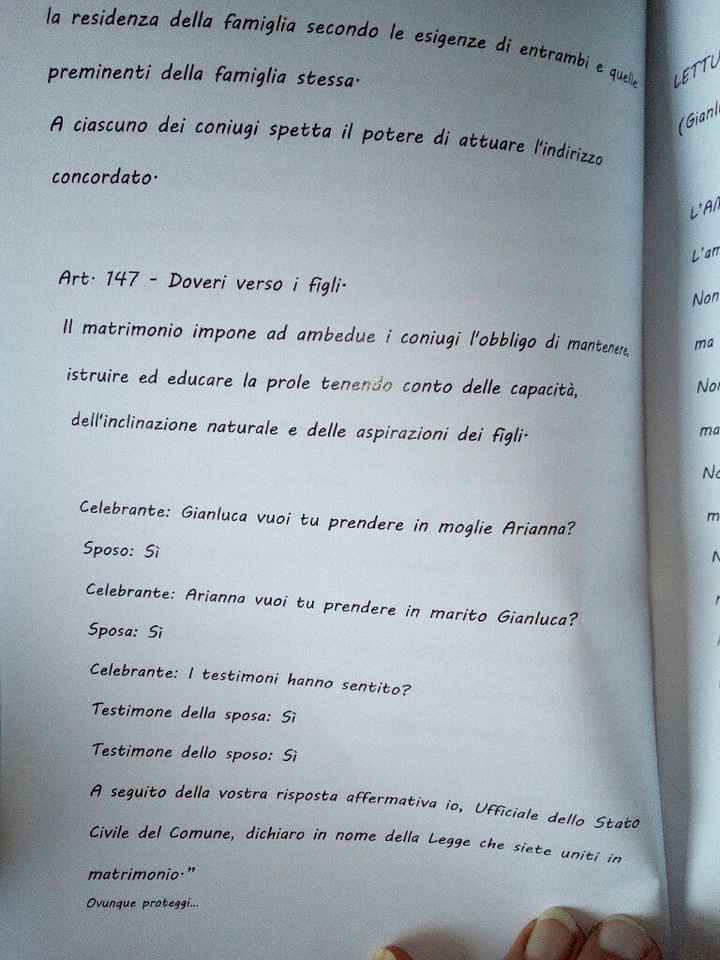 la residenza della famiglia secondo le esigenze di entrambi e quelle
preminenti della famiglia stessa.
A ciascuno dei coniugi spetta il potere di attuare l'indirizzo
concordato.
Art. 147 - Doveri verso i figli.
Il matrimonio impone ad ambedue i coniugi l'obbligo di mantenere,
istruire ed educare la prole tenendo conto delle capacità,
dell'inclinazione naturale e delle aspirazioni dei figli.
Celebrante: Gianluca vuoi tu prendere in moglie Arianna?
Sposo: Sì
Celebrante: Arianna vuoi tu prendere in marito Gianluca?
Sposa: Sì
Celebrante: I testimoni hanno sentito?
Testimone della sposa: Sì
Testimone dello sposo: Sì
A seguito della vostra risposta affermativa io, Ufficiale dello Stato
Civile del Comune, dichiaro in nome della Legge che siete uniti in
matrimonio."
Ovunque proteggi...
Non
ma